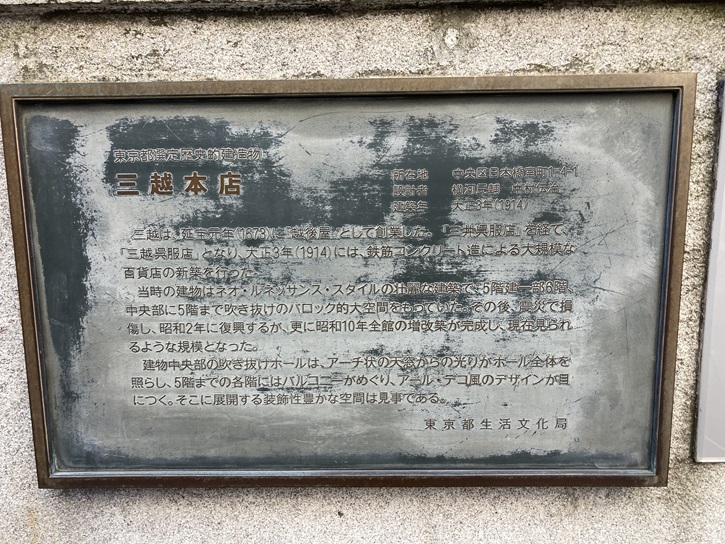 東京都選定歴史的建造物
三越本店
所在地 中央区日本橋室町1-4-1
設計者 横河民輔 中村伝治
建築年 大正3年(1914)
三越は、延宝元年(1673)に「越後屋」として創業した。「三井呉服店」を経て、
「三越呉服店」となり、大正3年(1914)には、鉄筋コンクリート造による大規模な
百貨店の新築を行った。
当時の建物はネオ・ルネッサンス・スタイルの壮麗な建築で、5階建一部6階、
中央部に5階まで吹き抜けのバロック的大空間をもっていた。その後、震災で損
傷し、昭和2年に復興するが、更に昭和10年全館の増改築が完成し、現在見られ
るような規模となった。
建物中央部の吹き抜けホールは、アーチ状の天窓からの光りがホール全体を
照らし、5階までの各階にはバルコニーがめぐり、アール・デコ風のデザインが目
につく。そこに展開する装飾性豊かな空間は見事である。
東京都生活文化局